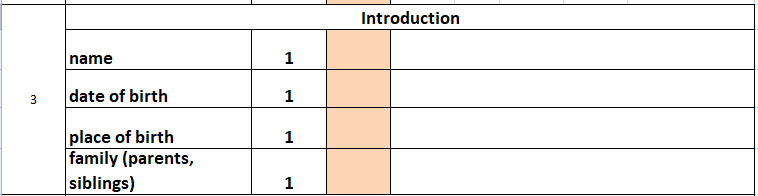 Introduction
name 1
date of birth 1
3
place of birth 1
family (parents,
siblings) 1